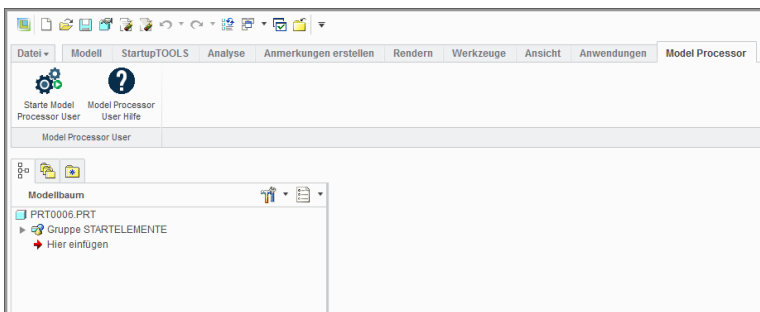 Datei Modell StartupTOOLS Analyse Anmerkungen erstellen Rendern Werkzeuge Ansicht Anwendungen Model Processor
Starte Model Model Processor
Processor User User Hilfe
Model Processor User
Modellbaum
PRT0006.PRT
Gruppe STARTELEMENTE
Hier einfügen